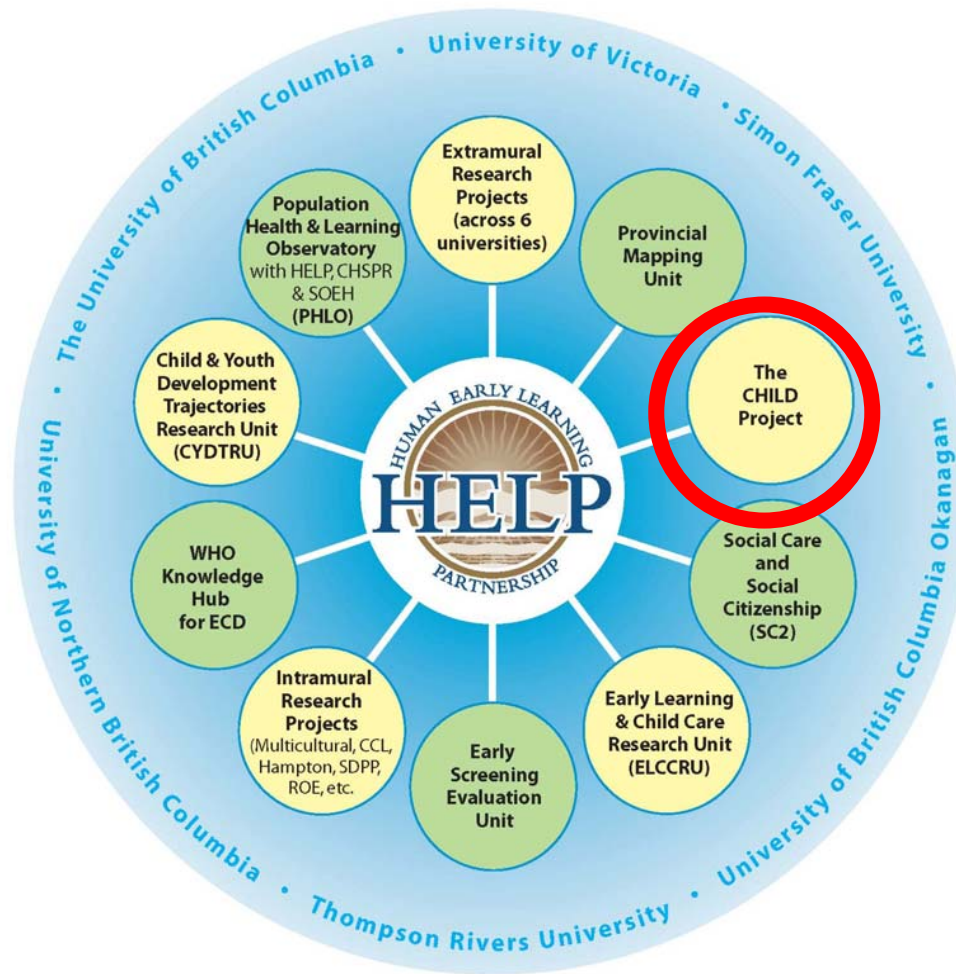 The University of British Columbia • University of Victoria • Simon Fraser University • University of British Columbia Okanagan • Thompson Rivers University • University of Northern British Columbia •
Extramural
Research
Projects
(across 6
universities)
Provincial
Mapping
Unit
The
CHILD
Project
Social Care
and
Social
Citizenship
(SC2)
Early Learning
& Child Care
Research Unit
(ELCCRU)
Early
Screening
Evaluation
Unit
Intramural
Research
Projects
(Multicultural, CCL,
Hampton, SDPP,
ROE, etc.
WHO
Knowledge
Hub
for ECD
Child & Youth
Development
Trajectories
Research Unit
(CYDTRU)
Population
Health & Learning
Observatory
with HELP, CHSPR
& SOEH
(PHLO)
HUMAN EARLY LEARNING
HELP
PARTNERSHIP